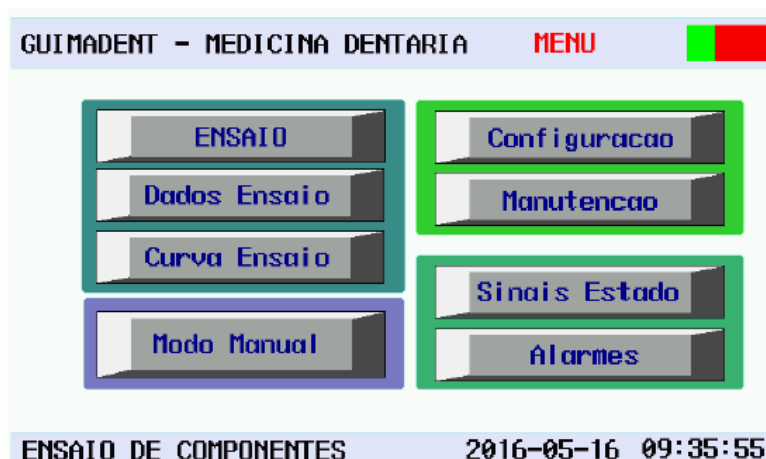 GUIMADENT - MEDICINA DENTARIA MENU
ENSAIO
Dados Ensaio
Curva Ensaio
Modo Manual
Configuracao
Manutencao
Sinais Estado
Alarmes
ENSAIO DE COMPONENTES 2016-05-16 09:35:55